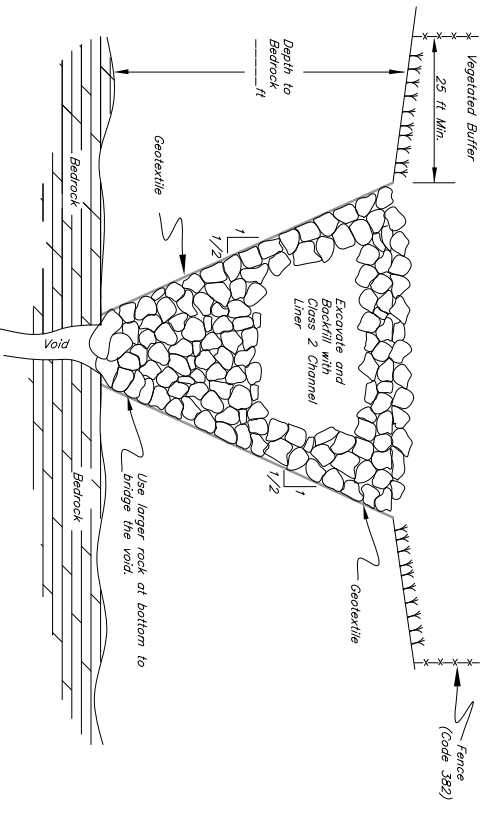 Vegetated Buffer
25 ft Min.
Fence
(Code 382)
Depth to
Bedrock
______ft
Excavate and
Backfill with
Class 2 Channel
Liner
Geotextile
1
1/2
1
1/2
Geotextile
Use larger rock at bottom to
bridge the void.
Bedrock
Void
Bedrock